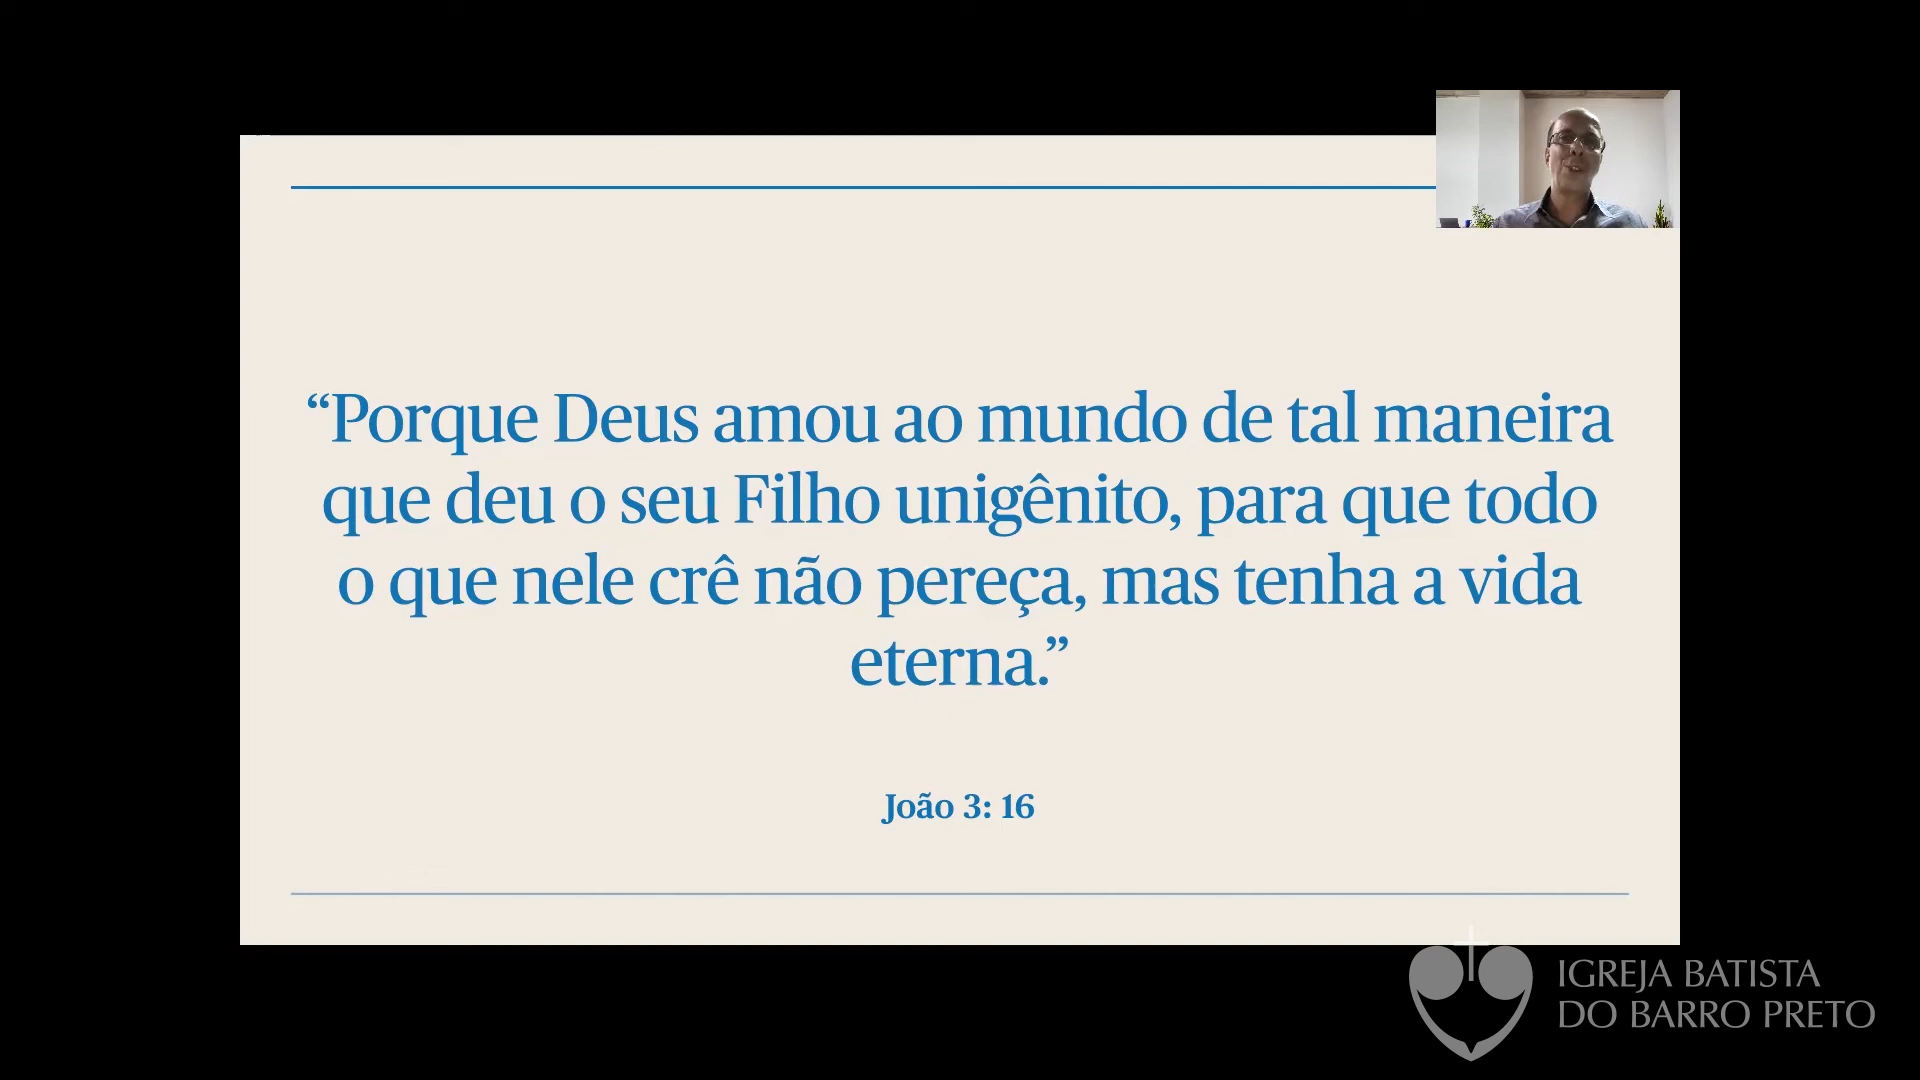 “Porque Deus amou ao mundo de tal maneira
que deu o seu Filho unigênito, para que todo
o que nele crê não pereça, mas tenha a vida
eterna.”
João 3: 16
IGREJA BATISTA
DO BARRO PRETO